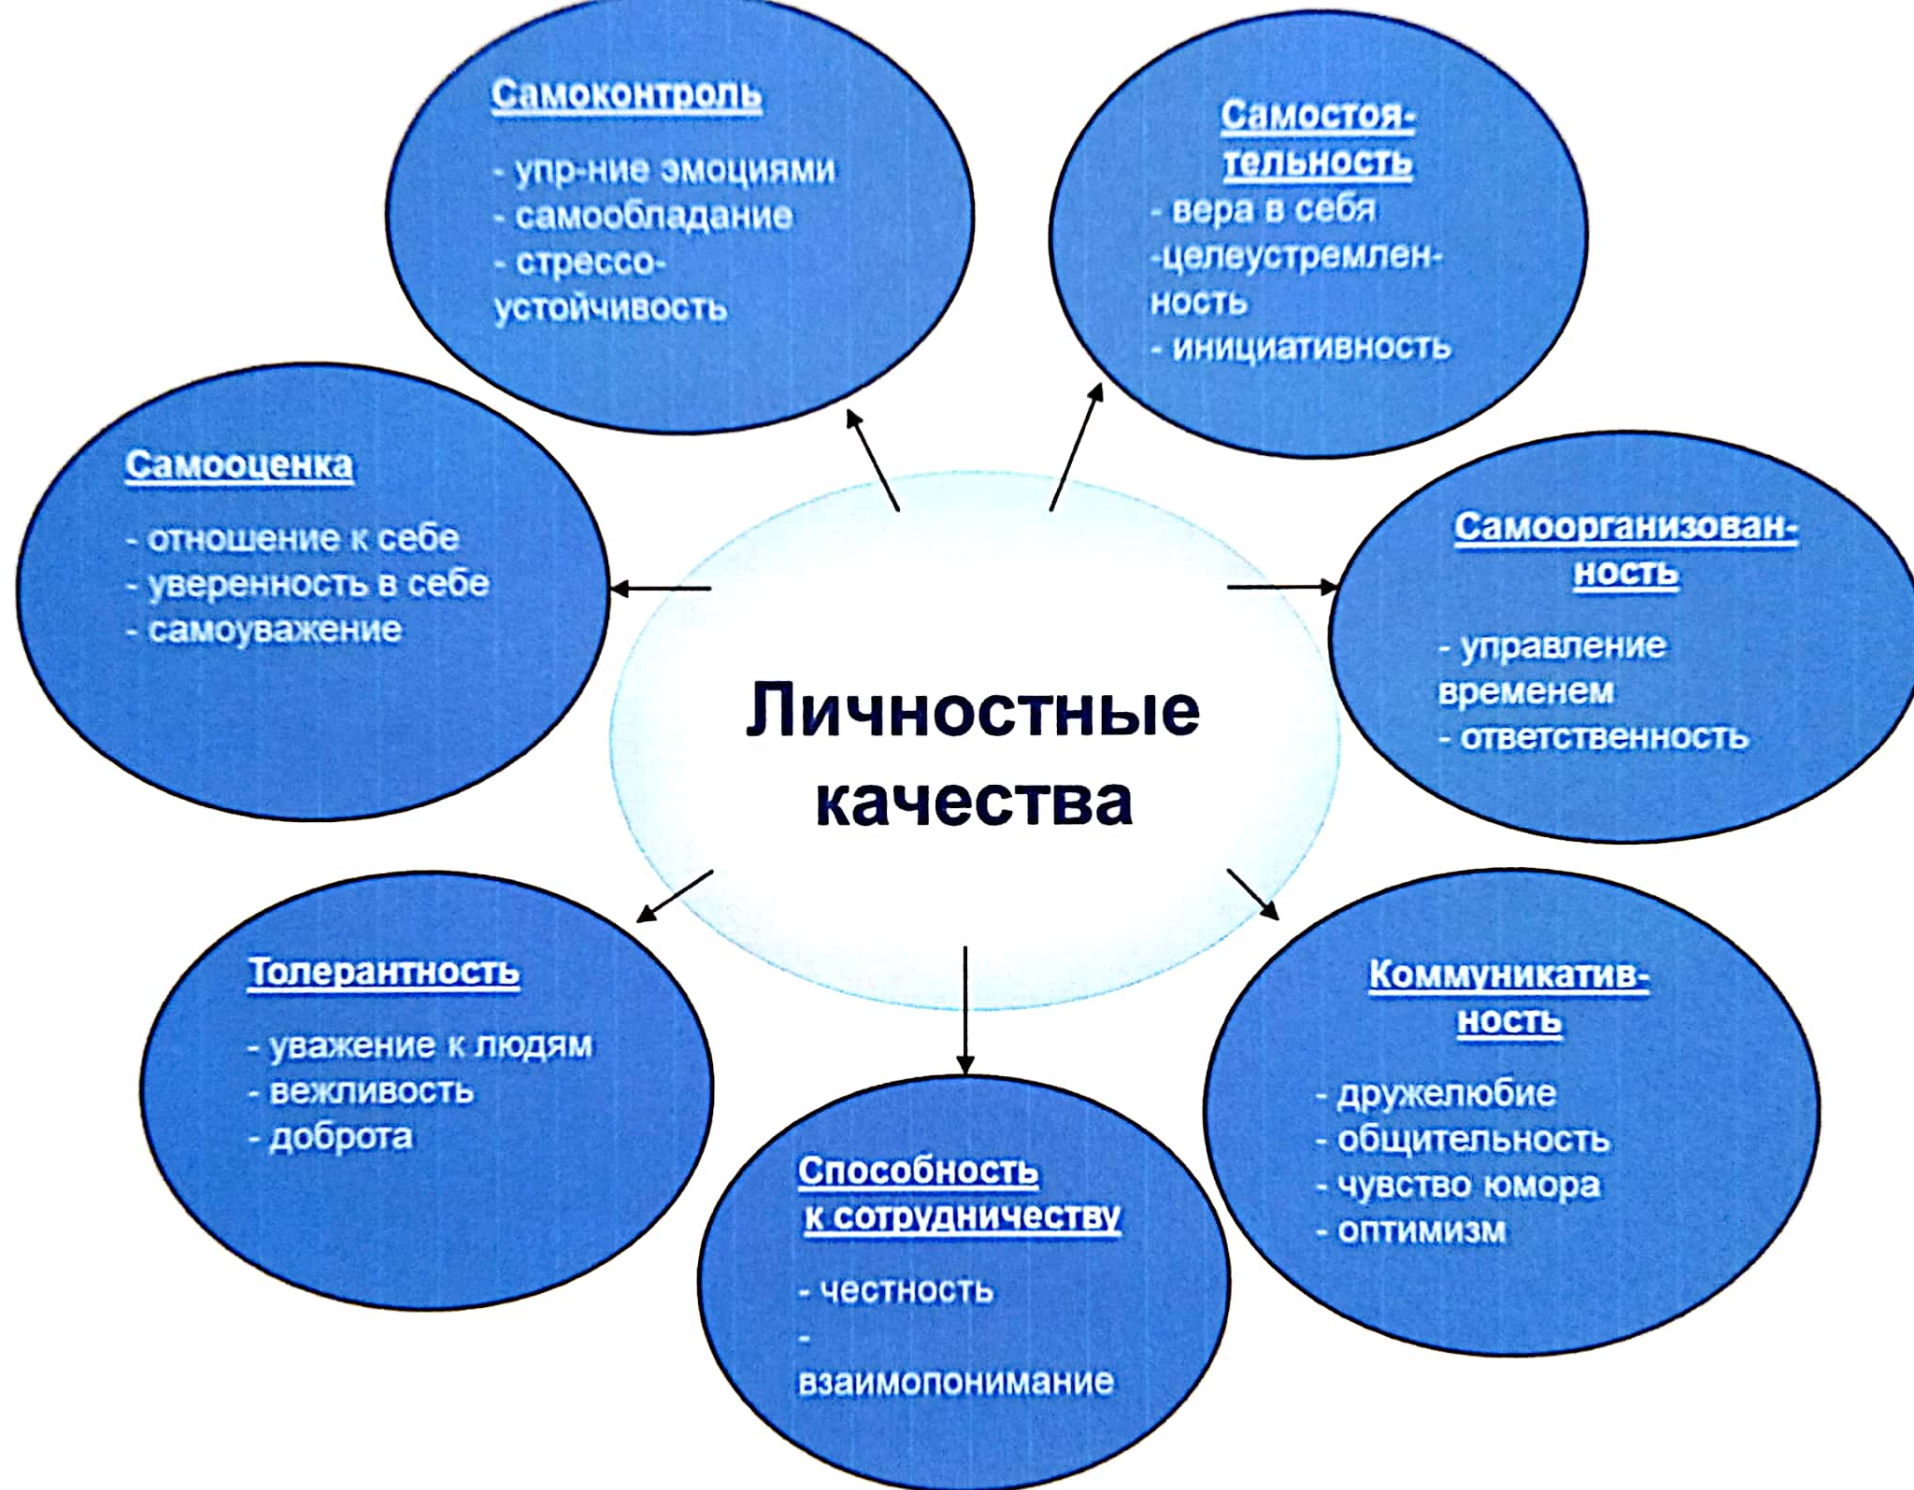 Самоконтроль
- упр-ние эмоциями
- самообладание
- стрессо-
устойчивость
Самостоя-
тельность
- вера в себя
-целеустремлен-
ность
- инициативность
Самооценка
- отношение к себе
- уверенность в себе
- самоуважение
Самоорганизован-
ность
- управление
временем
- ответственность
Личностные
качества
Толерантность
- уважение к людям
- вежливость
- доброта
Коммуникатив-
ность
- дружелюбие
- общительность
- чувство юмора
- оптимизм
Способность
к сотрудничеству
- честность
-
взаимопонимание